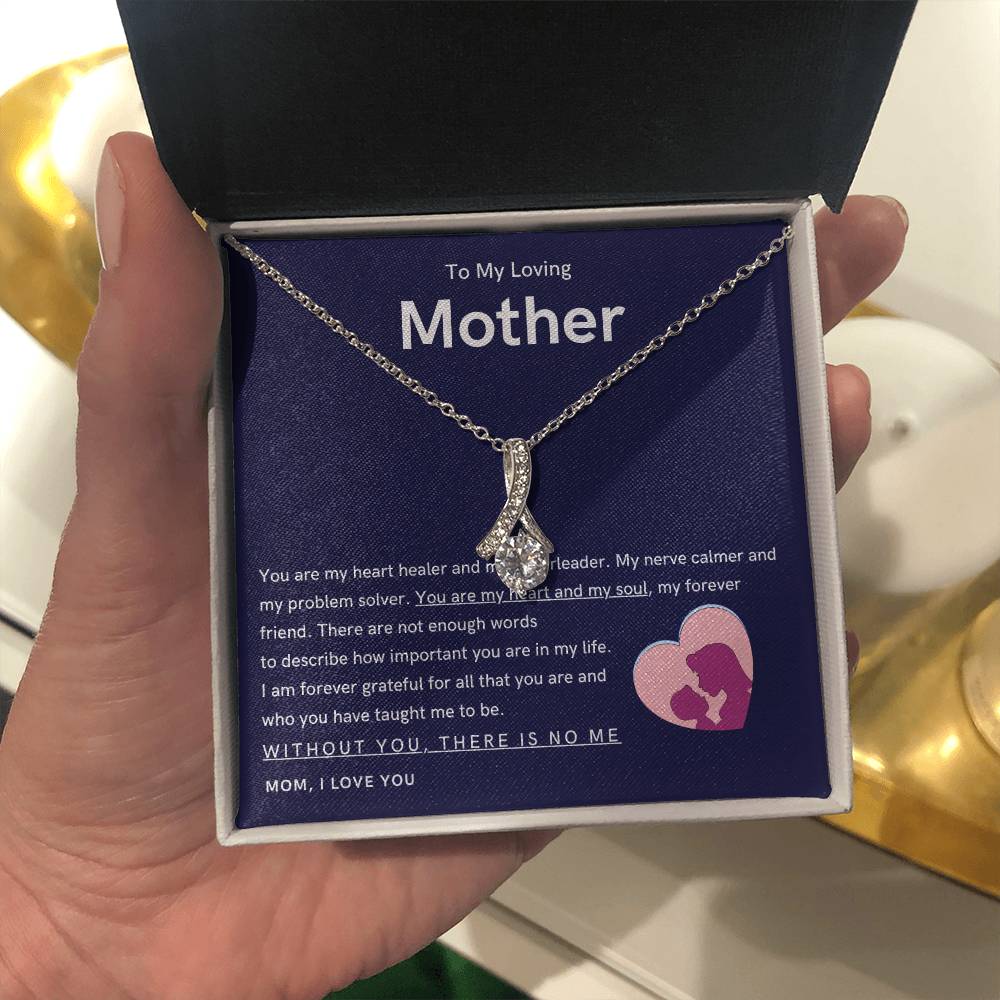 To My Loving
Mother
You are my heart healer and my cheerleader. My nerve calmer and
my problem solver. You are my heart and my soul, my forever
friend. There are not enough words
to describe how important you are in my life.
I am forever grateful for all that you are and
who you have taught me to be.
WITHOUT YOU, THERE IS NO ME
MOM, I LOVE YOU